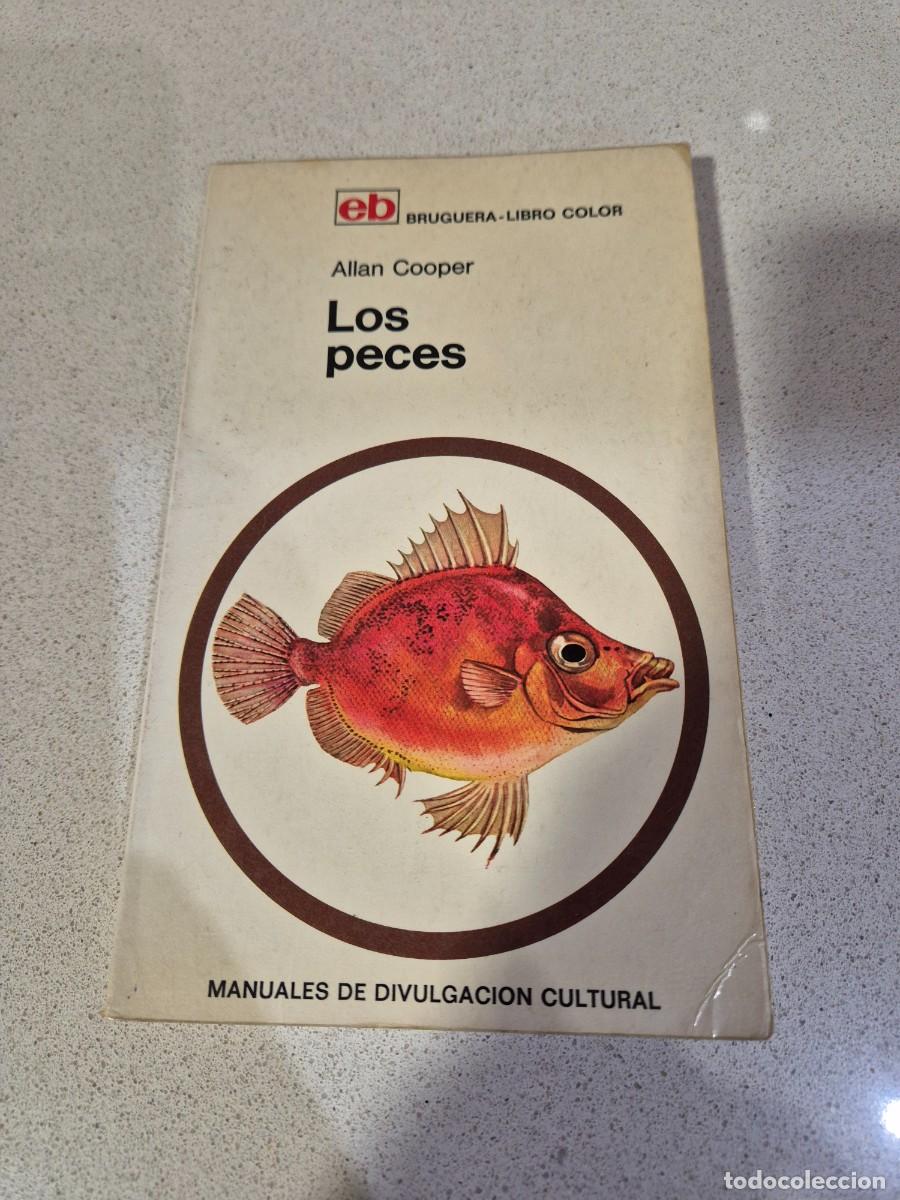 eb BRUGUERA-LIBRO COLOR
Allan Cooper
Los
peces
MANUALES DE DIVULGACION CULTURAL
todocoleccion